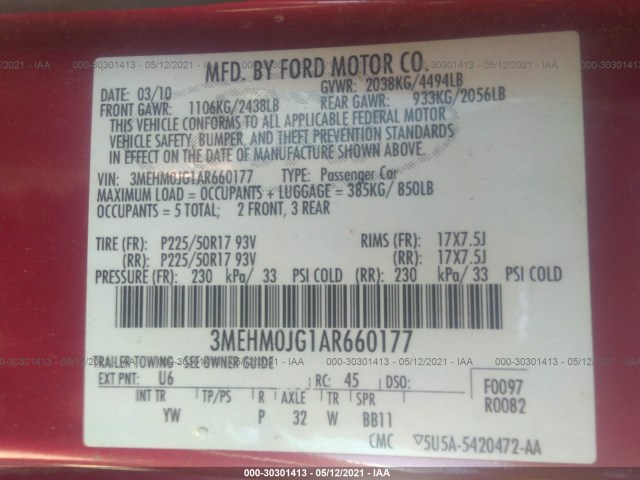 000-30301413 - 05/12/2021 - IAA
MFD. BY FORD MOTOR CO.
DATE: 03/10 GVWR: 2038KG/4494LB
FRONT GAWR: 1106KG/2438LB REAR GAWR: 933KG/2056LB
THIS VEHICLE CONFORMS TO ALL APPLICABLE FEDERAL MOTOR
VEHICLE SAFETY, BUMPER, AND THEFT PREVENTION STANDARDS
IN EFFECT ON THE DATE OF MANUFACTURE SHOWN ABOVE.
VIN: 3MEHM0JG1AR660177 TYPE: Passenger Car
MAXIMUM LOAD = OCCUPANTS + LUGGAGE = 385KG/ 850LB
OCCUPANTS = 5 TOTAL; 2 FRONT, 3 REAR
TIRE (FR): P225/50R17 93V RIMS (FR): 17X7.5J
(RR): P225/50R17 93V (RR): 17X7.5J
PRESSURE (FR): 230 kPa/ 33 PSI COLD (RR): 230 kPa/ 33 PSI COLD
3MEHM0JG1AR660177
TRAILER TOWING - SEE OWNER GUIDE
EXT PNT: U6 RC: 45 DSO: F0097
R0082
INT TR TP/PS R AXLE TR SPR
YW P 32 W BB11
CMC ▽5U5A-5420472-AA
000-30301413 - 05/12/2021 - IAA